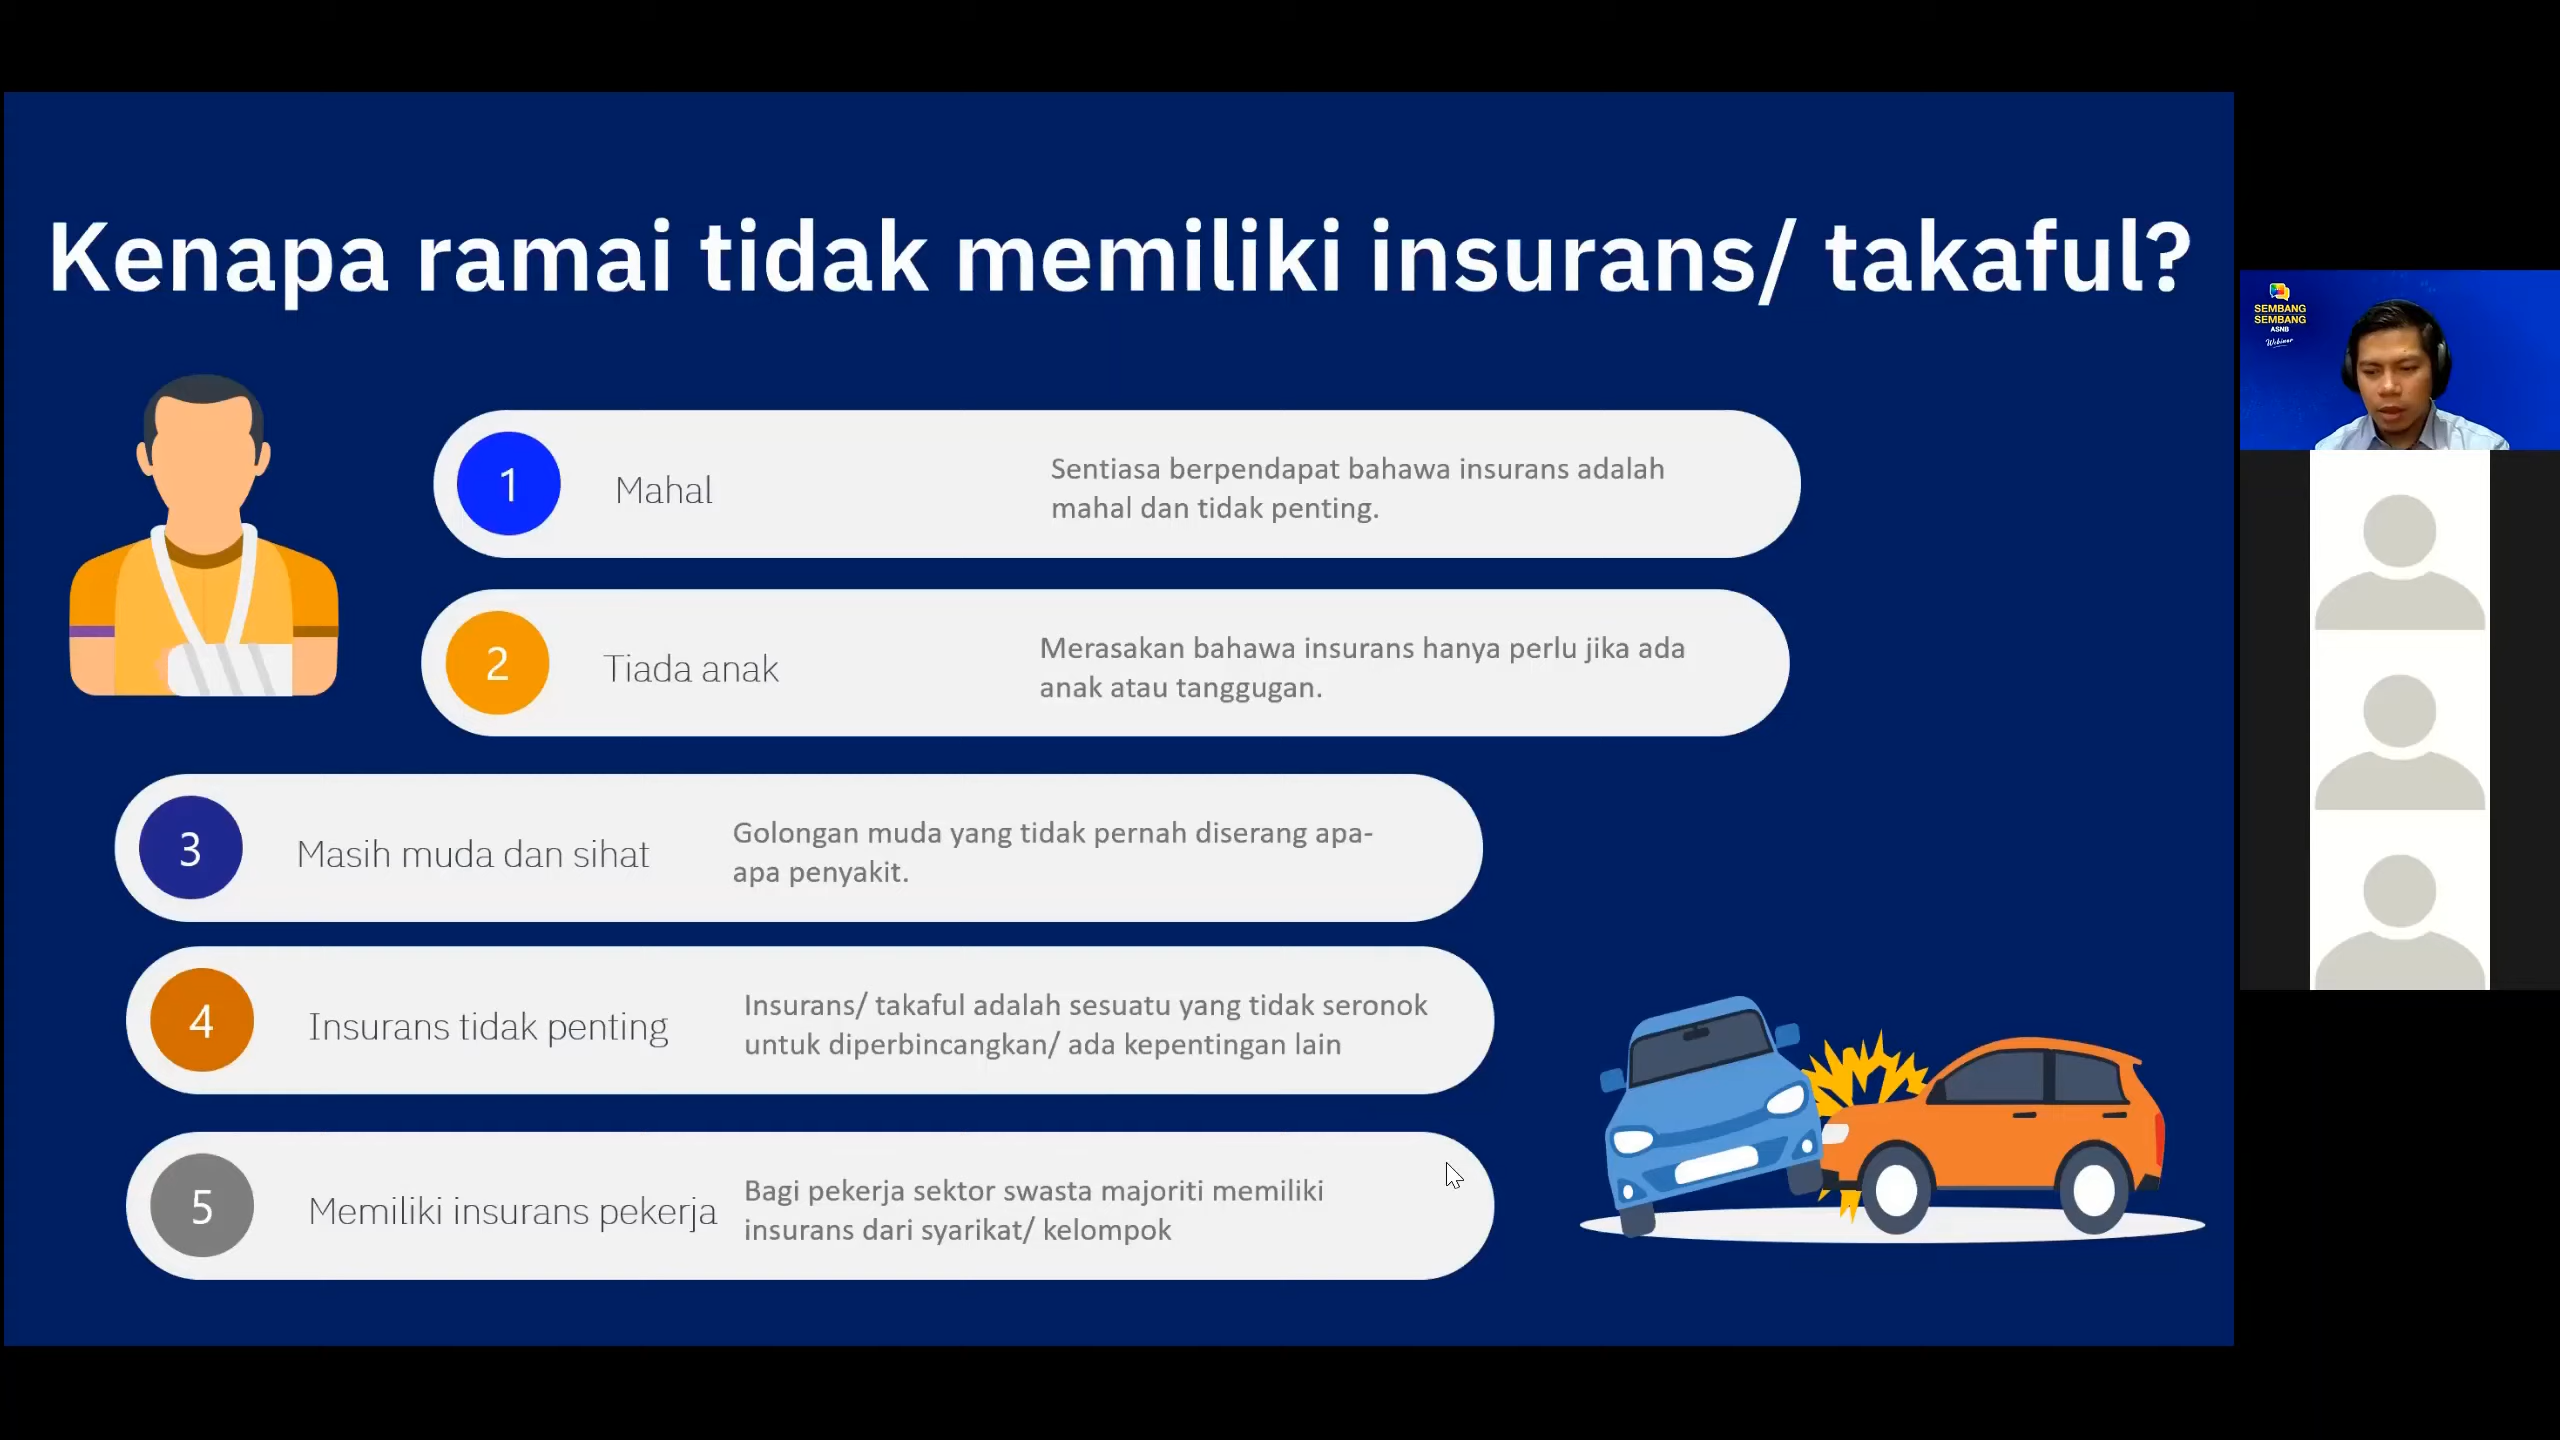 Kenapa ramai tidak memiliki insurans/ takaful?
1
Mahal
Sentiasa berpendapat bahawa insurans adalah
mahal dan tidak penting.
2
Tiada anak
Merasakan bahawa insurans hanya perlu jika ada
anak atau tanggugan.
3
Masih muda dan sihat
Golongan muda yang tidak pernah diserang apa-
apa penyakit.
4
Insurans tidak penting
Insurans/ takaful adalah sesuatu yang tidak seronok
untuk diperbincangkan/ ada kepentingan lain
5
Memiliki insurans pekerja
Bagi pekerja sektor swasta majoriti memiliki
insurans dari syarikat/ kelompok
SEMBANG
SEMBANG
ASNB
Webinar